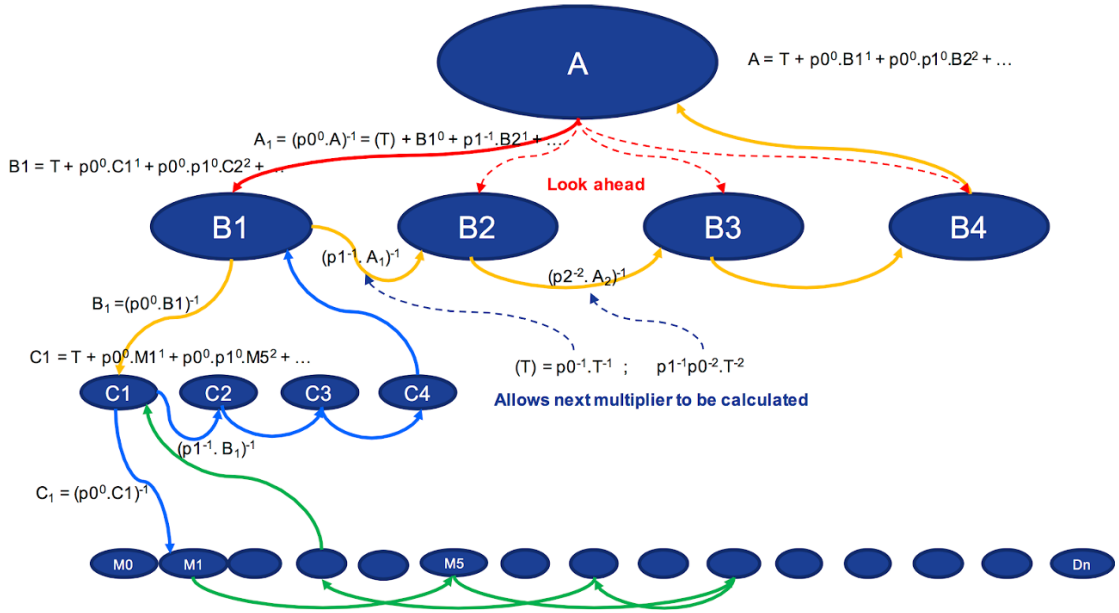 A
A = T + p0⁰.B1¹ + p0⁰.p1⁰.B2² + ...
A₁ = (p0⁰.A)⁻¹ = (T) + B1⁰ + p1⁻¹.B2¹ + ...
B1 = T + p0⁰.C1¹ + p0⁰.p1⁰.C2² + ...
Look ahead
B1 B2 B3 B4
(p1⁻¹. A₁)⁻¹
(p2⁻². A₂)⁻¹
B₁ =(p0⁰.B1)⁻¹
C1 = T + p0⁰.M1¹ + p0⁰.p1⁰.M5² + ...
(T) = p0⁻¹.T⁻¹ ; p1⁻¹p0⁻².T⁻²
C1 C2 C3 C4
Allows next multiplier to be calculated
(p1⁻¹. B₁)⁻¹
C₁ = (p0⁰.C1)⁻¹
M0 M1 M5 Dn